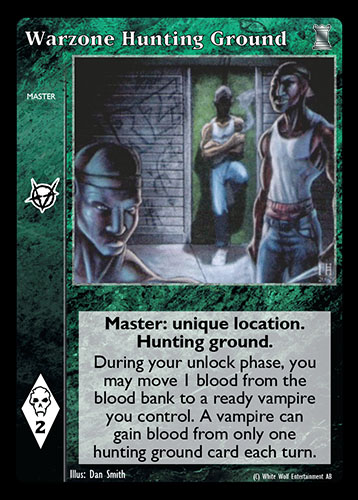 Warzone Hunting Ground
MASTER
Master: unique location.
Hunting ground.
During your unlock phase, you
may move 1 blood from the
blood bank to a ready vampire
you control. A vampire can
gain blood from only one
hunting ground card each turn.
2
Illus: Dan Smith
(C) White Wolf Entertainment AB